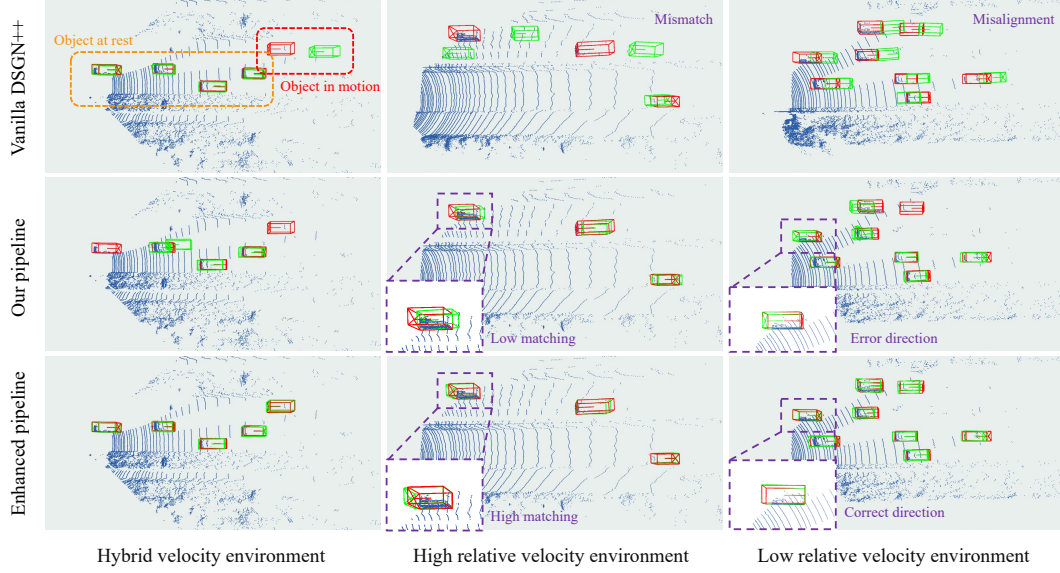 Vanilla DSGN++
Object at rest
Object in motion
Mismatch
Misalignment
Our pipeline
Low matching
Error direction
Enhanced pipeline
High matching
Correct direction
Hybrid velocity environment
High relative velocity environment
Low relative velocity environment